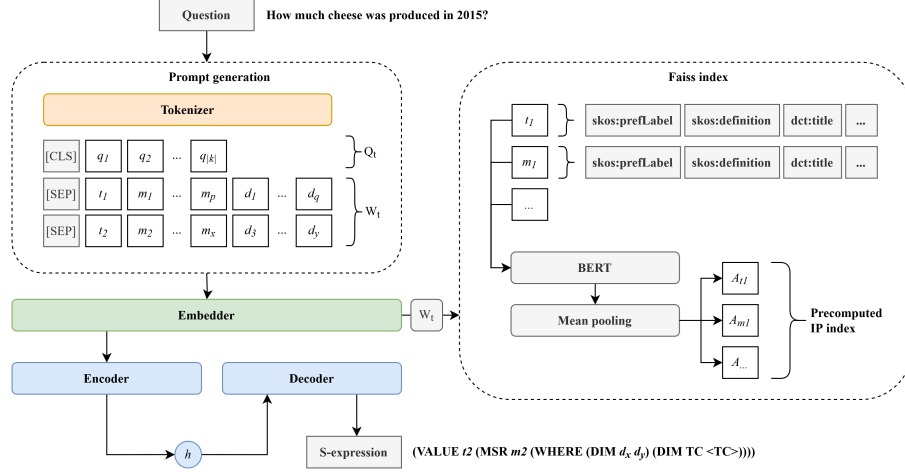 Question
How much cheese was produced in 2015?
Prompt generation
Tokenizer
[CLS] q1 q2 ... q|k| Qt
[SEP] t1 m1 ... mp d1 ... dq
Wt
[SEP] t2 m2 ... mx d3 ... dy
Embedder
Wt
Encoder
Decoder
h
S-expression
(VALUE t2 (MSR m2 (WHERE (DIM dx dy) (DIM TC <TC>))))
Faiss index
t1 skos:prefLabel skos:definition dct:title ...
m1 skos:prefLabel skos:definition dct:title ...
...
BERT
Mean pooling
At1
Am1
A...
Precomputed
IP index